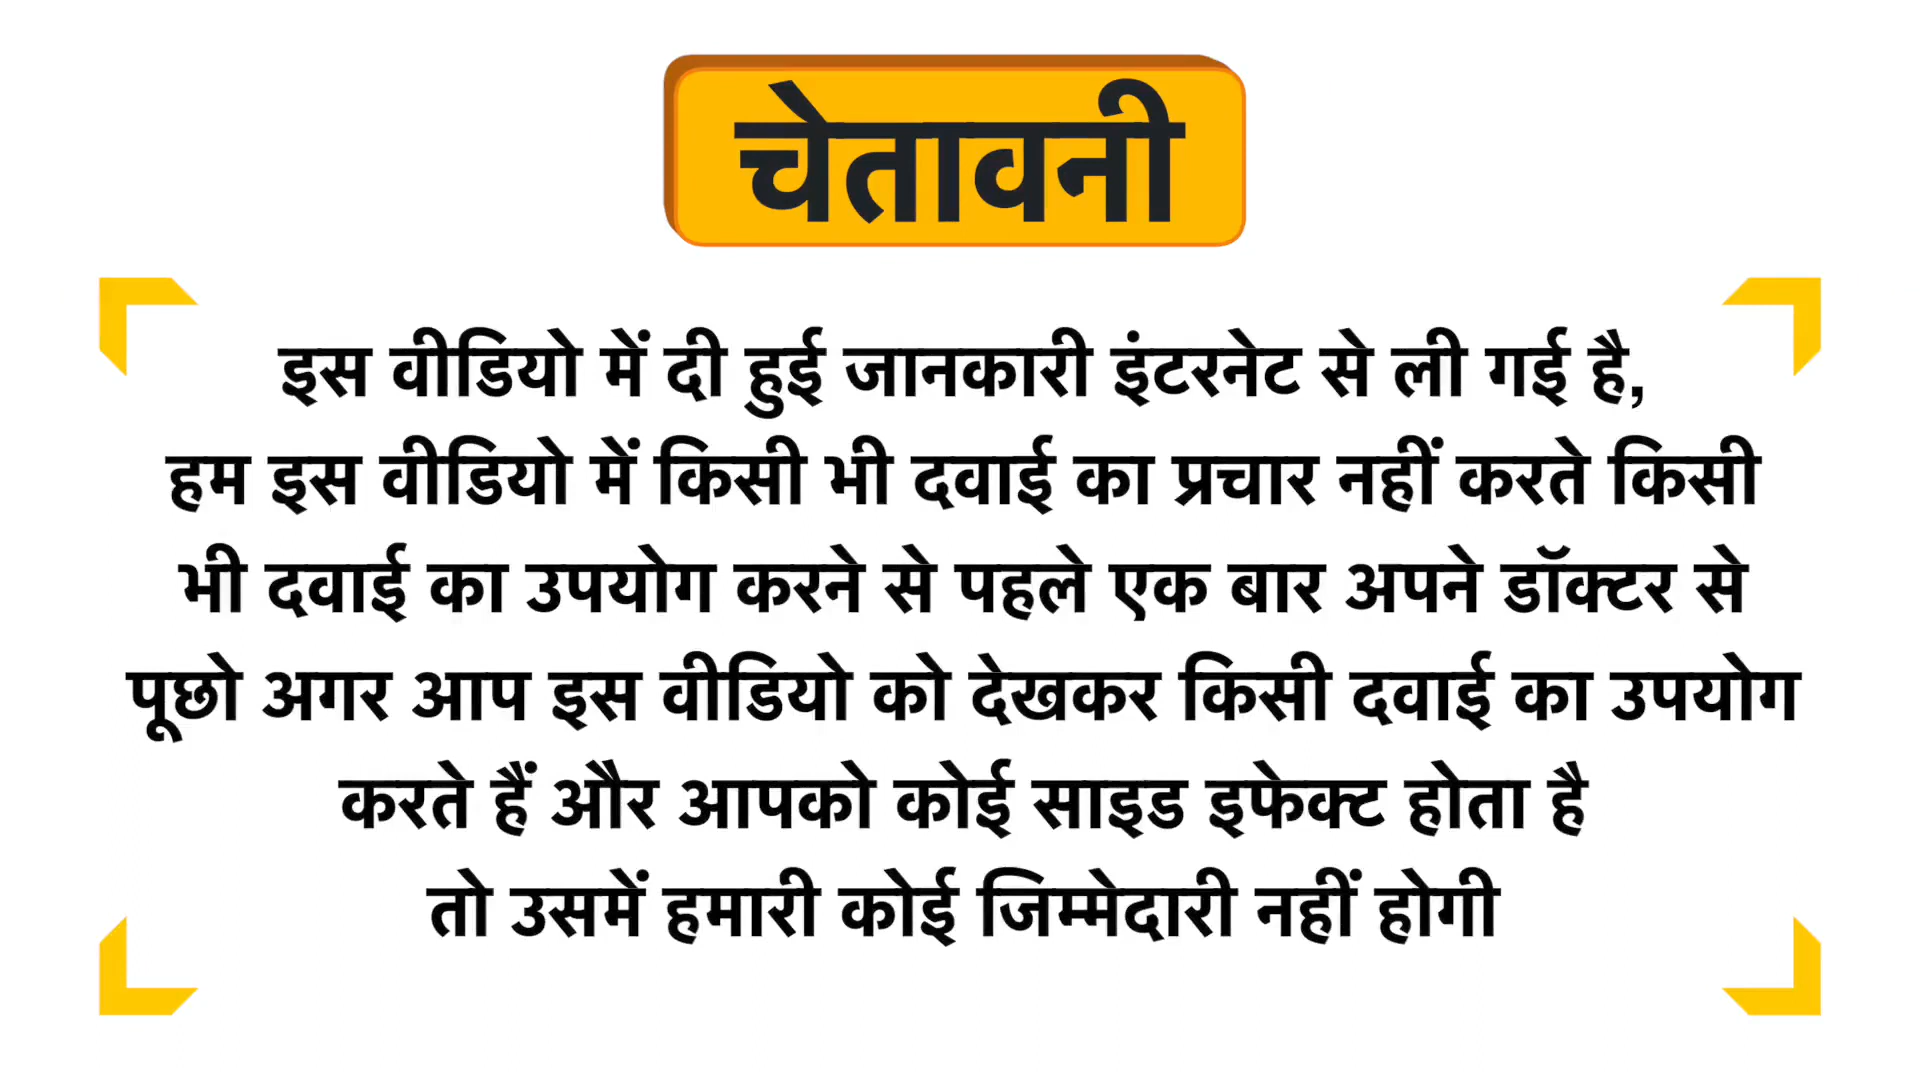 चेतावनी
इस वीडियो में दी हुई जानकारी इंटरनेट से ली गई है,
हम इस वीडियो में किसी भी दवाई का प्रचार नहीं करते किसी
भी दवाई का उपयोग करने से पहले एक बार अपने डॉक्टर से
पूछो अगर आप इस वीडियो को देखकर किसी दवाई का उपयोग
करते हैं और आपको कोई साइड इफेक्ट होता है
तो उसमें हमारी कोई जिम्मेदारी नहीं होगी